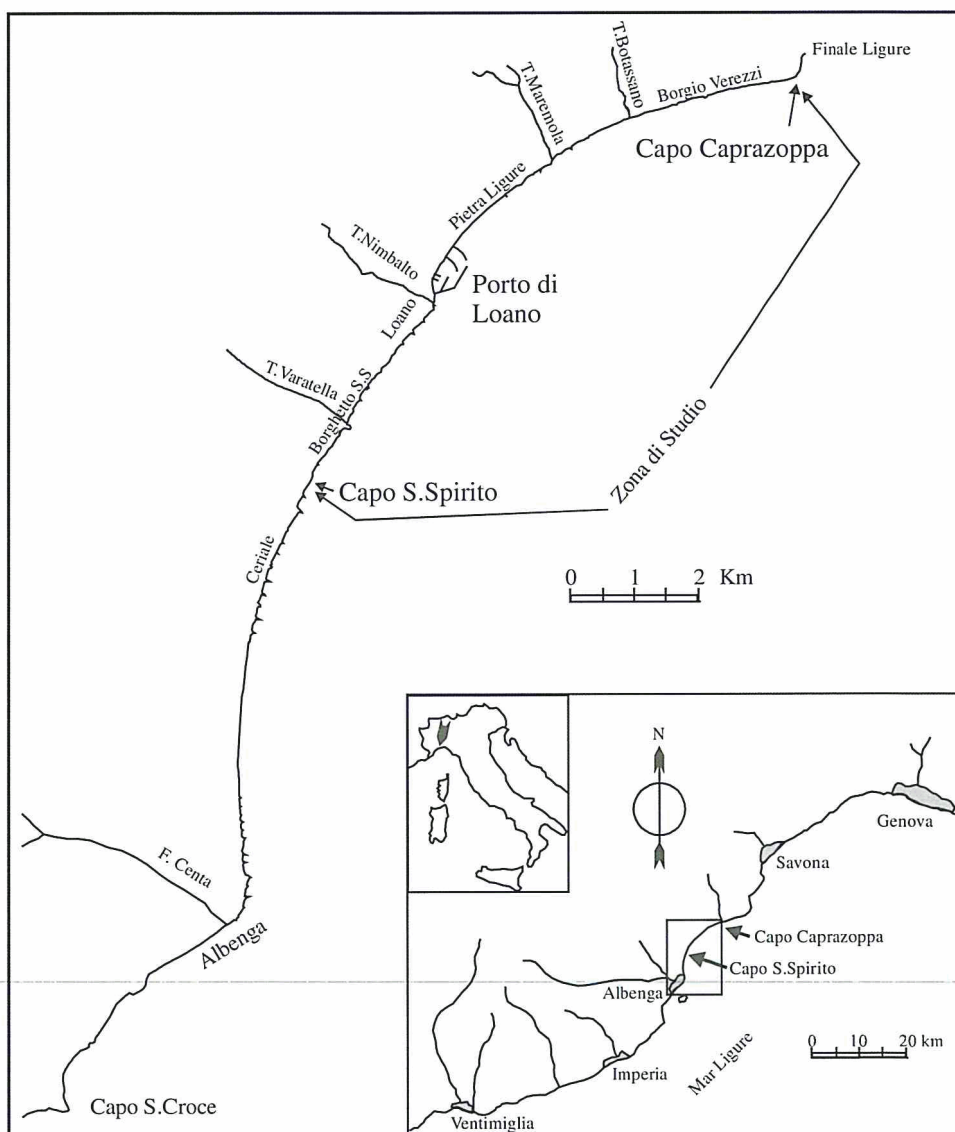 Finale Ligure
T.Botassano
Borgio Verezzi
T.Maremola
Capo Caprazoppa
Pietra Ligure
T.Nimbalto
Porto di
Loano
Loano
T.Varatella
Borghetto S.S
Zona di Studio
Capo S.Spirito
Ceriale
0 1 2 Km
F. Centa
Albenga
Capo S.Croce
N
Genova
Savona
Capo Caprazoppa
Capo S.Spirito
Albenga
Mar Ligure
0 10 20 km
Imperia
Ventimiglia